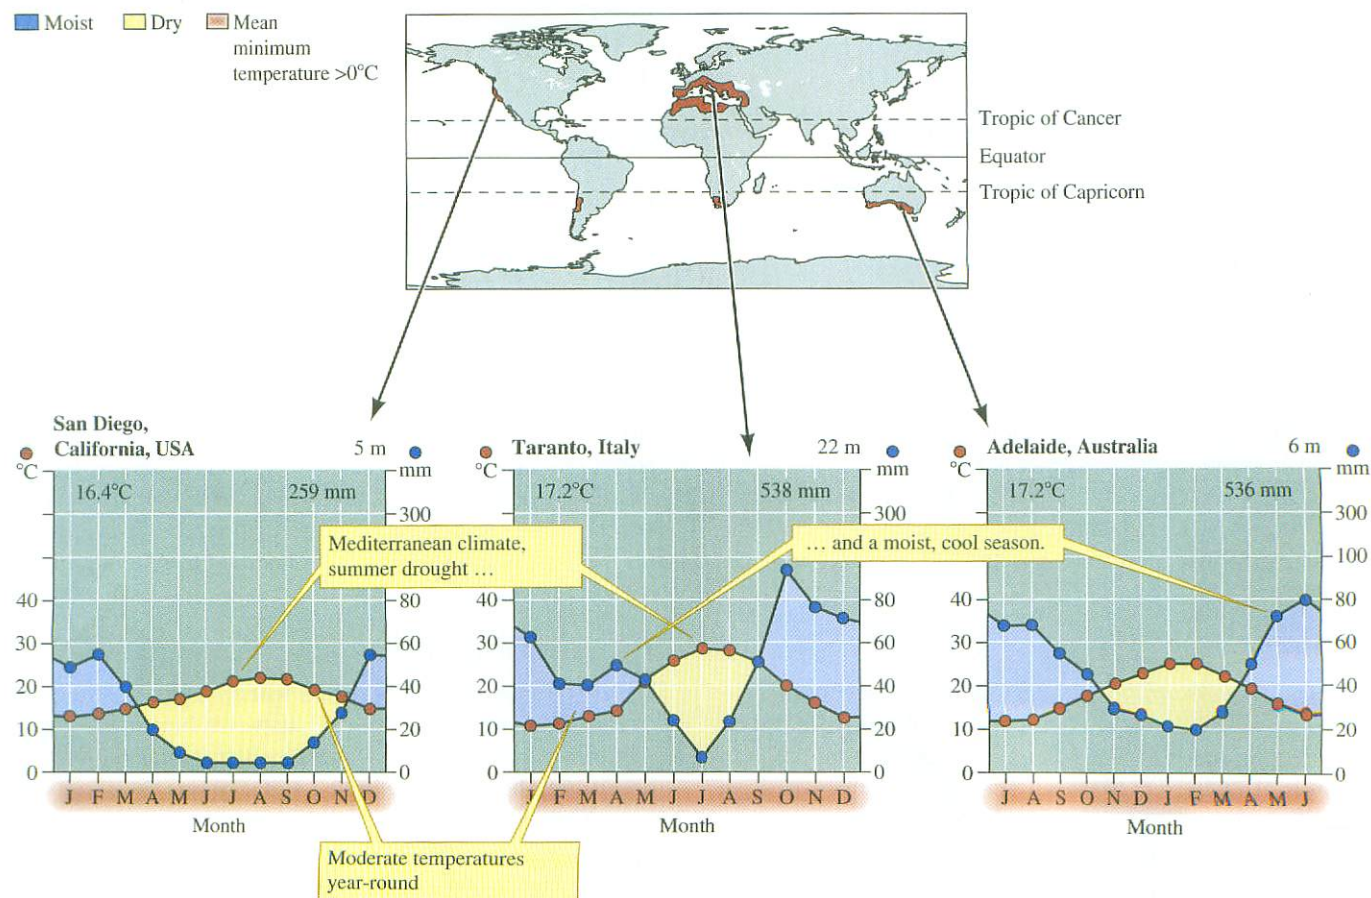 Moist Dry Mean
minimum
temperature >0°C
Tropic of Cancer
Equator
Tropic of Capricorn
San Diego,
California, USA 5 m
°C mm
16.4°C 259 mm
300
40 80
30 60
20 40
10 20
0 0
J F M A M J J A S O N D
Month
Mediterranean climate,
summer drought …
Moderate temperatures
year-round
Taranto, Italy 22 m
°C mm
17.2°C 538 mm
300
80
60
40
20
0 0
J F M A M J J A S O N D
Month
… and a moist, cool season.
Adelaide, Australia 6 m
°C mm
17.2°C 536 mm
300
100
40 80
30 60
20 40
10 20
0 0
J A S O N D J F M A M J
Month